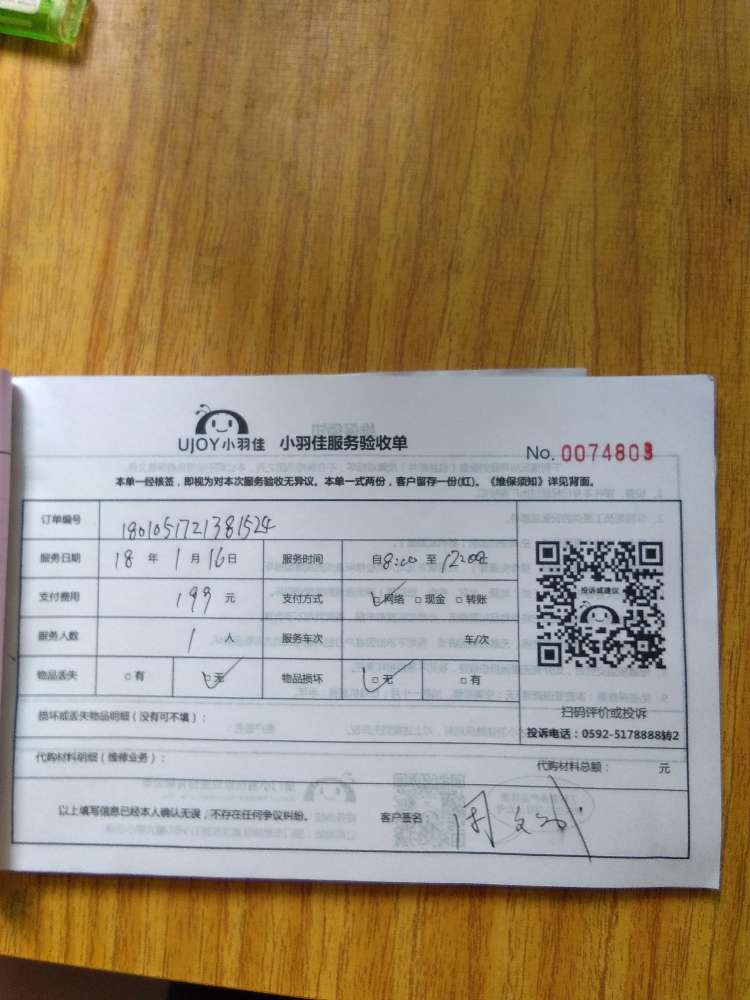 UJOY小羽佳 小羽佳服务验收单 No. 0074803
本单一经核签，即视为对本次服务验收无异议。本单一式两份，客户留存一份(红)。《维保须知》详见背面。
订单编号 1801051721381524
服务日期 18 年 1 月 16 日 服务时间 自8:00 至 12:00止
支付费用 199 元 支付方式 □网络 □现金 □转账
服务人数 1 人 服务车次 车/次
物品丢失 □有 □无 物品损坏 □无 □有
投诉或建议
扫码评价或投诉
投诉电话：0592-5178888转2
损坏或丢失物品明细（没有可不填）：
代购材料明细（维修业务）： 代购材料总额： 元
以上填写信息已经本人确认无误，不存在任何争议纠纷。 客户签名： 周